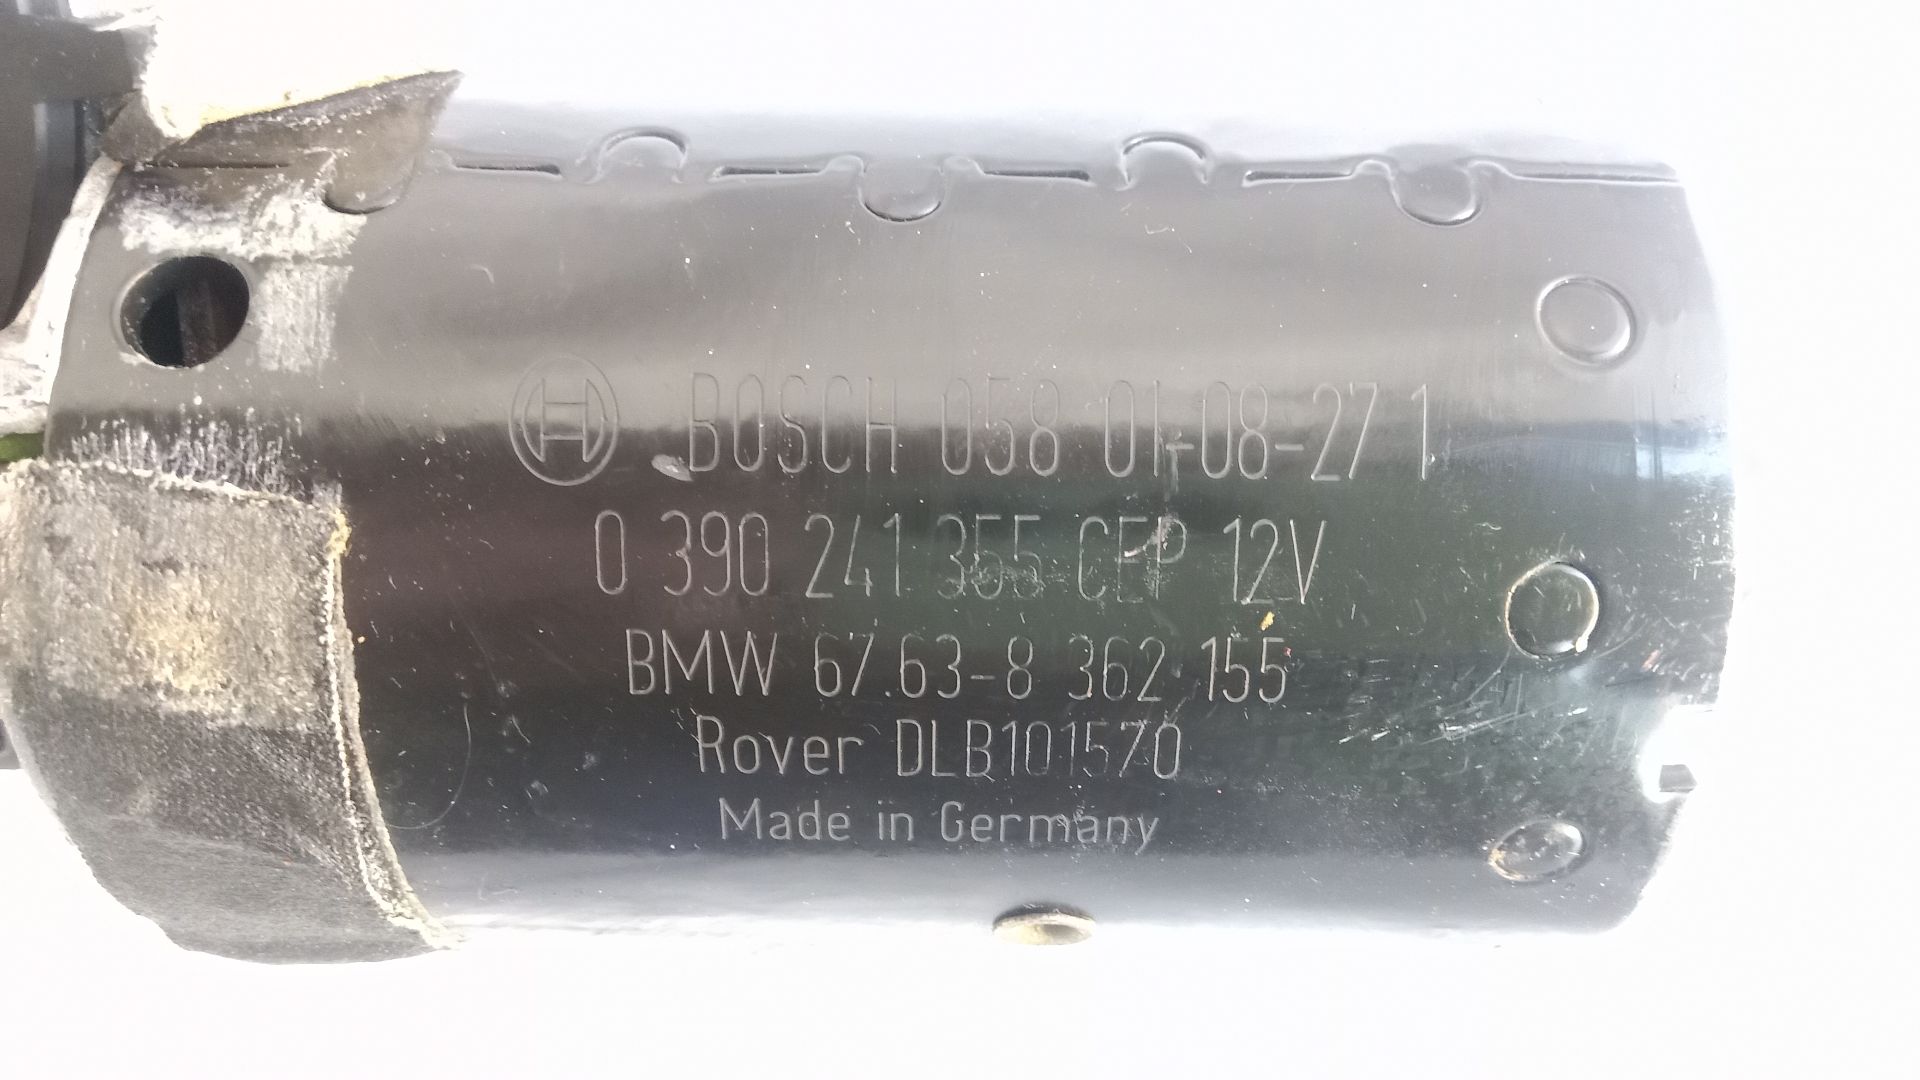 BOSCH 058 01-08-27 1
0 390 241 355 CEP 12V
BMW 67.63-8 362 155
Rover DLB101570
Made in Germany